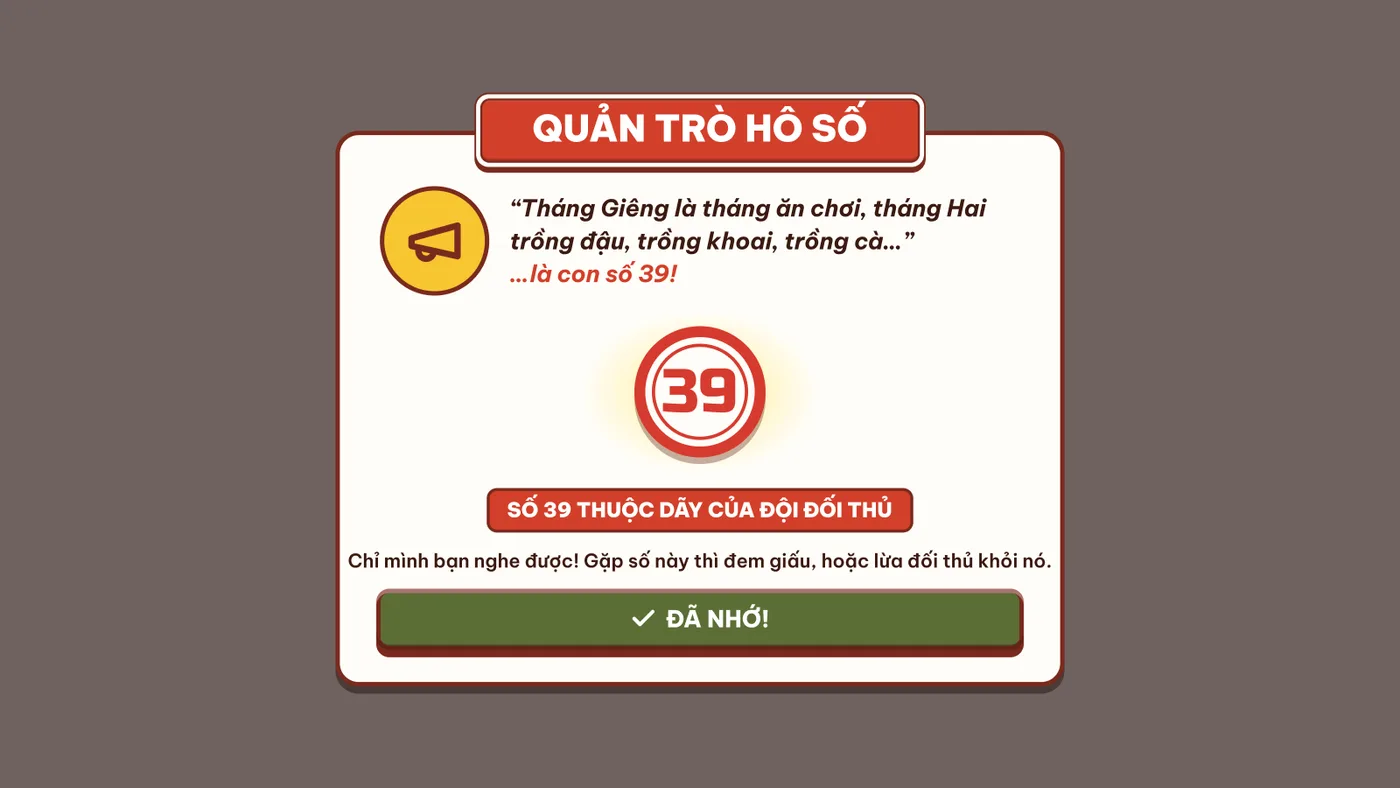 QUẢN TRÒ HÔ SỐ
“Tháng Giêng là tháng ăn chơi, tháng Hai
trồng đậu, trồng khoai, trồng cà...”
...là con số 39!
39
SỐ 39 THUỘC DÃY CỦA ĐỘI ĐỐI THỦ
Chỉ mình bạn nghe được! Gặp số này thì đem giấu, hoặc lừa đối thủ khỏi nó.
ĐÃ NHỚ!